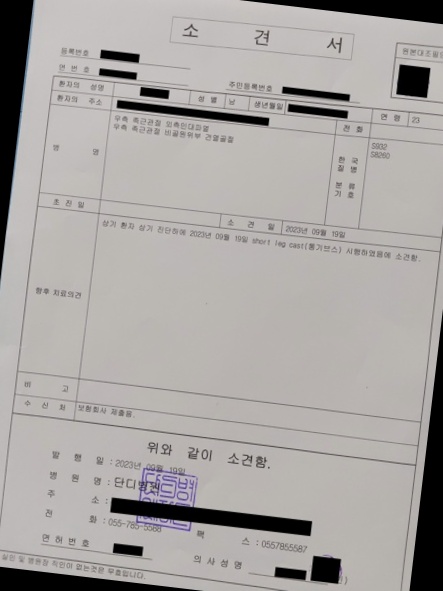 소 견 서
원본대조필
등록번호
연 번 호
주민등록번호
환자의 성명 성 별 남 생년월일 연 령 23
환자의 주소 전 화
병 명
우측 족근관절 외측인대파열
우측 족근관절 비골원위부 견열골절
한 국 질 병 분 류 기 호
S932
S8260
초 진 일 소 견 일 2023년 09월 19일
향후 치료의견
상기 환자 상기 진단하에 2023년 09월 19일 short leg cast(통기브스) 시행하였음에 소견함.
비 고
수 신 처 보험회사 제출용.
위와 같이 소견함.
발 행 일 : 2023년 09월 19일
병 원 명 : 단디병원
주 소 :
전 화 : 055-785-5588 팩 스 : 0557855587
면허번호 의사성명
인 및 병원장 직인이 없는것은 무효입니다.